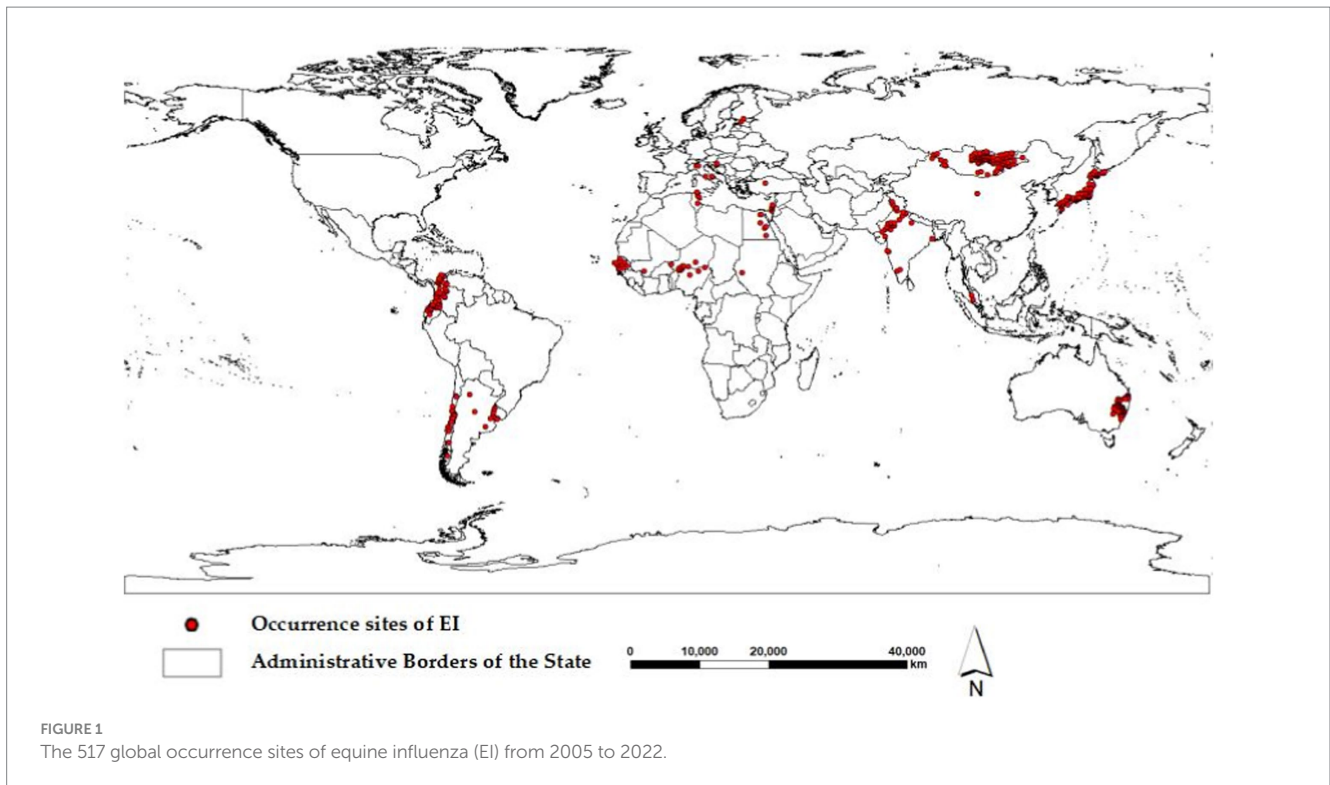 Occurrence sites of EI
Administrative Borders of the State
0 10,000 20,000 40,000
km
N
FIGURE 1
The 517 global occurrence sites of equine influenza (EI) from 2005 to 2022.